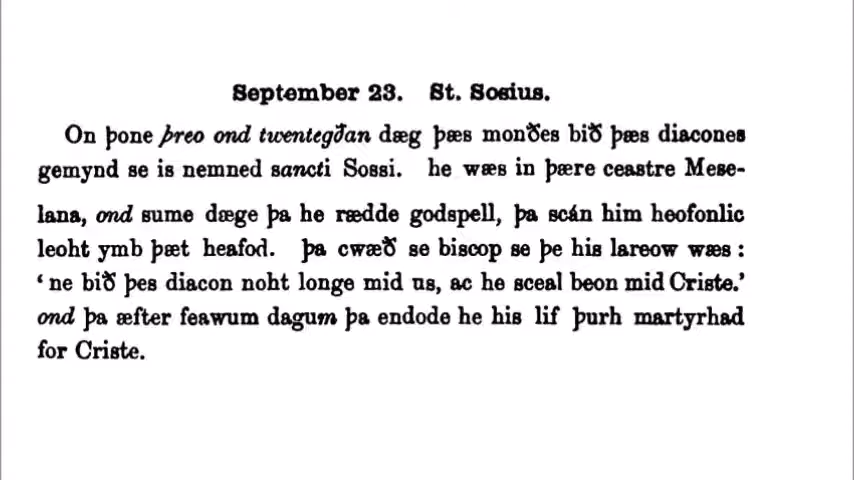 September 23. St. Sosius.
On þone þreo ond twentegðan dæg þæs monðes bið þæs diacones
gemynd se is nemned sancti Sossi. he wæs in þære ceastre Mese-
lana, ond sume dæge þa he rædde godspell, þa scán him heofonlic
leoht ymb þæt heafod. þa cwæð se biscop se þe his lareow wæs :
‘ ne bið þes diacon noht longe mid us, ac he sceal beon mid Criste.’
ond þa æfter feawum dagum þa endode he his lif þurh martyrhad
for Criste.